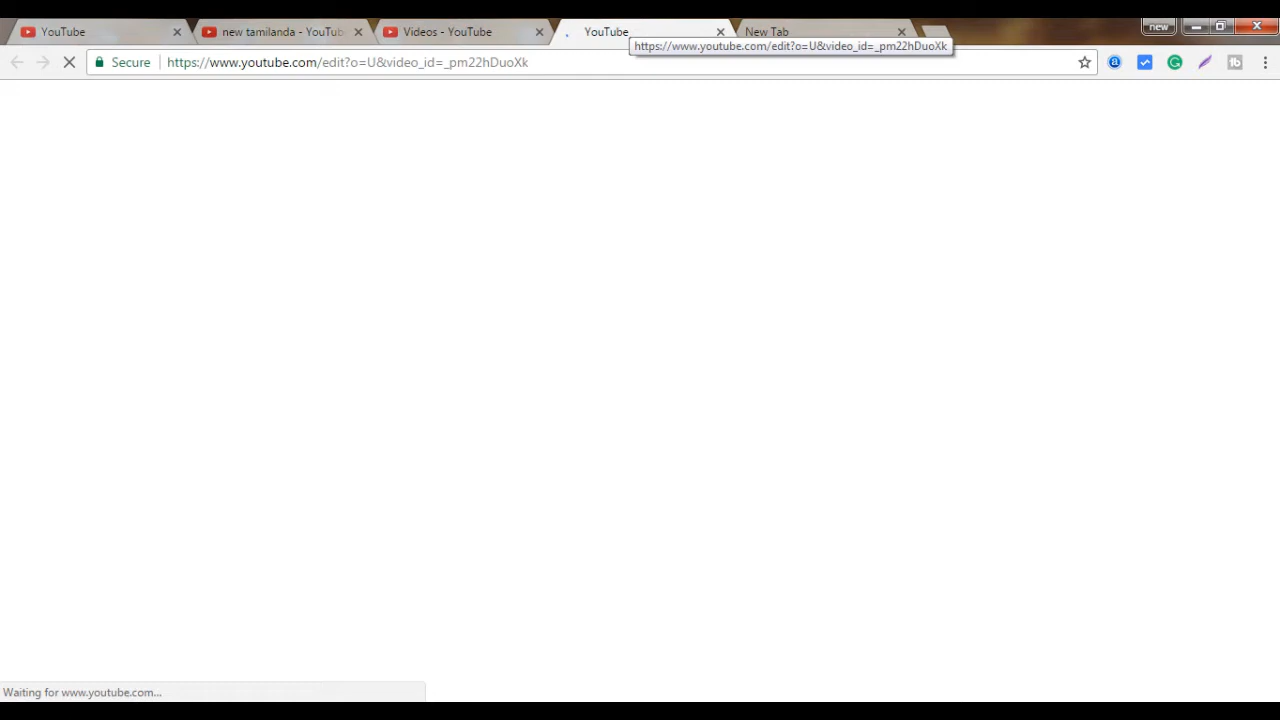 YouTube
new tamilanda - YouTub
Videos - YouTube
YouTube
New Tab
new
https://www.youtube.com/edit?o=U&video_id=_pm22hDuoXk
Secure
https://www.youtube.com/edit?o=U&video_id=_pm22hDuoXk
Waiting for www.youtube.com...